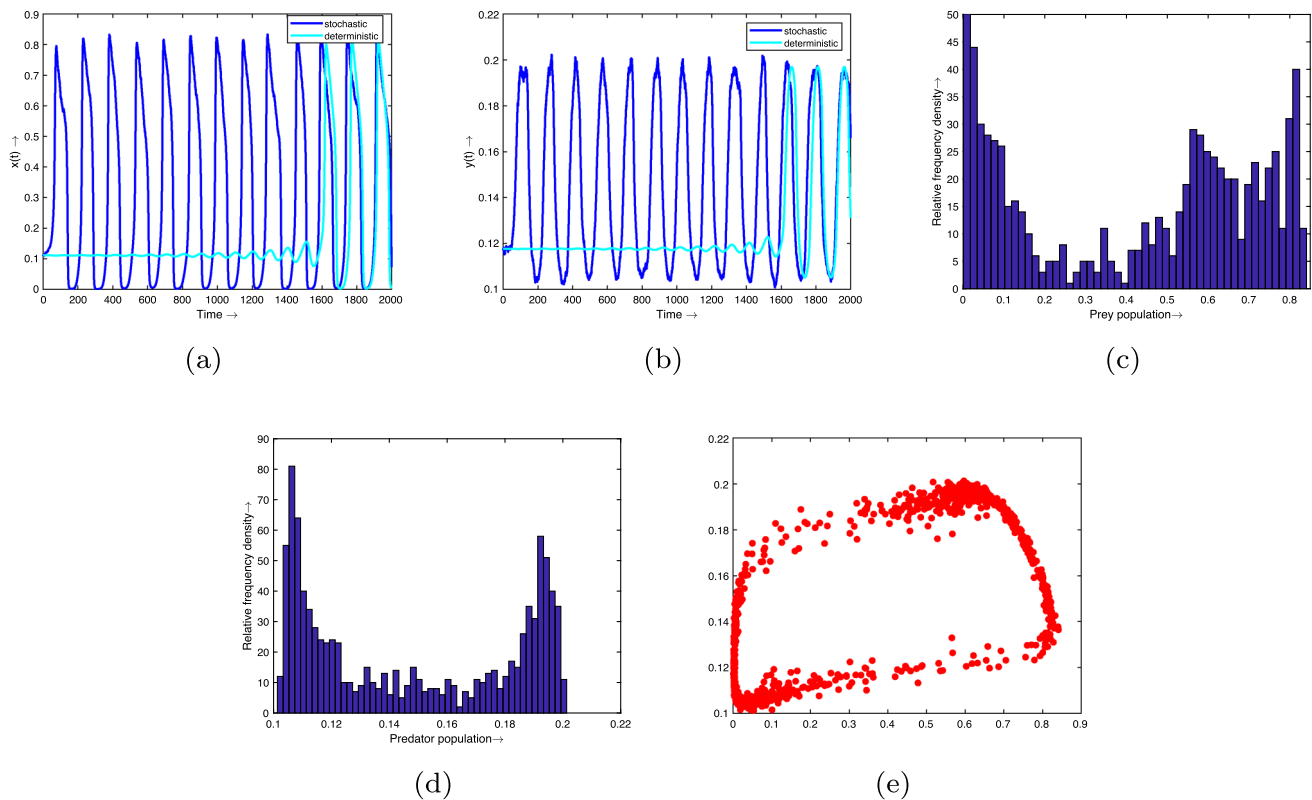 0.9
0.8
0.7
0.6
0.5
0.4
0.3
0.2
0.1
0
x(t) →
0 200 400 600 800 1000 1200 1400 1600 1800 2000
Time →
stochastic
deterministic
(a)
0.22
0.2
0.18
0.16
0.14
0.12
0.1
y(t) →
0 200 400 600 800 1000 1200 1400 1600 1800 2000
Time →
stochastic
deterministic
(b)
50
45
40
35
30
25
20
15
10
5
0
Relative frequency density→
0 0.1 0.2 0.3 0.4 0.5 0.6 0.7 0.8
Prey population→
(c)
90
80
70
60
50
40
30
20
10
0
Relative frequency density→
0.1 0.12 0.14 0.16 0.18 0.2 0.22
Predator population→
(d)
0.22
0.2
0.18
0.16
0.14
0.12
0.1
0 0.1 0.2 0.3 0.4 0.5 0.6 0.7 0.8 0.9
(e)